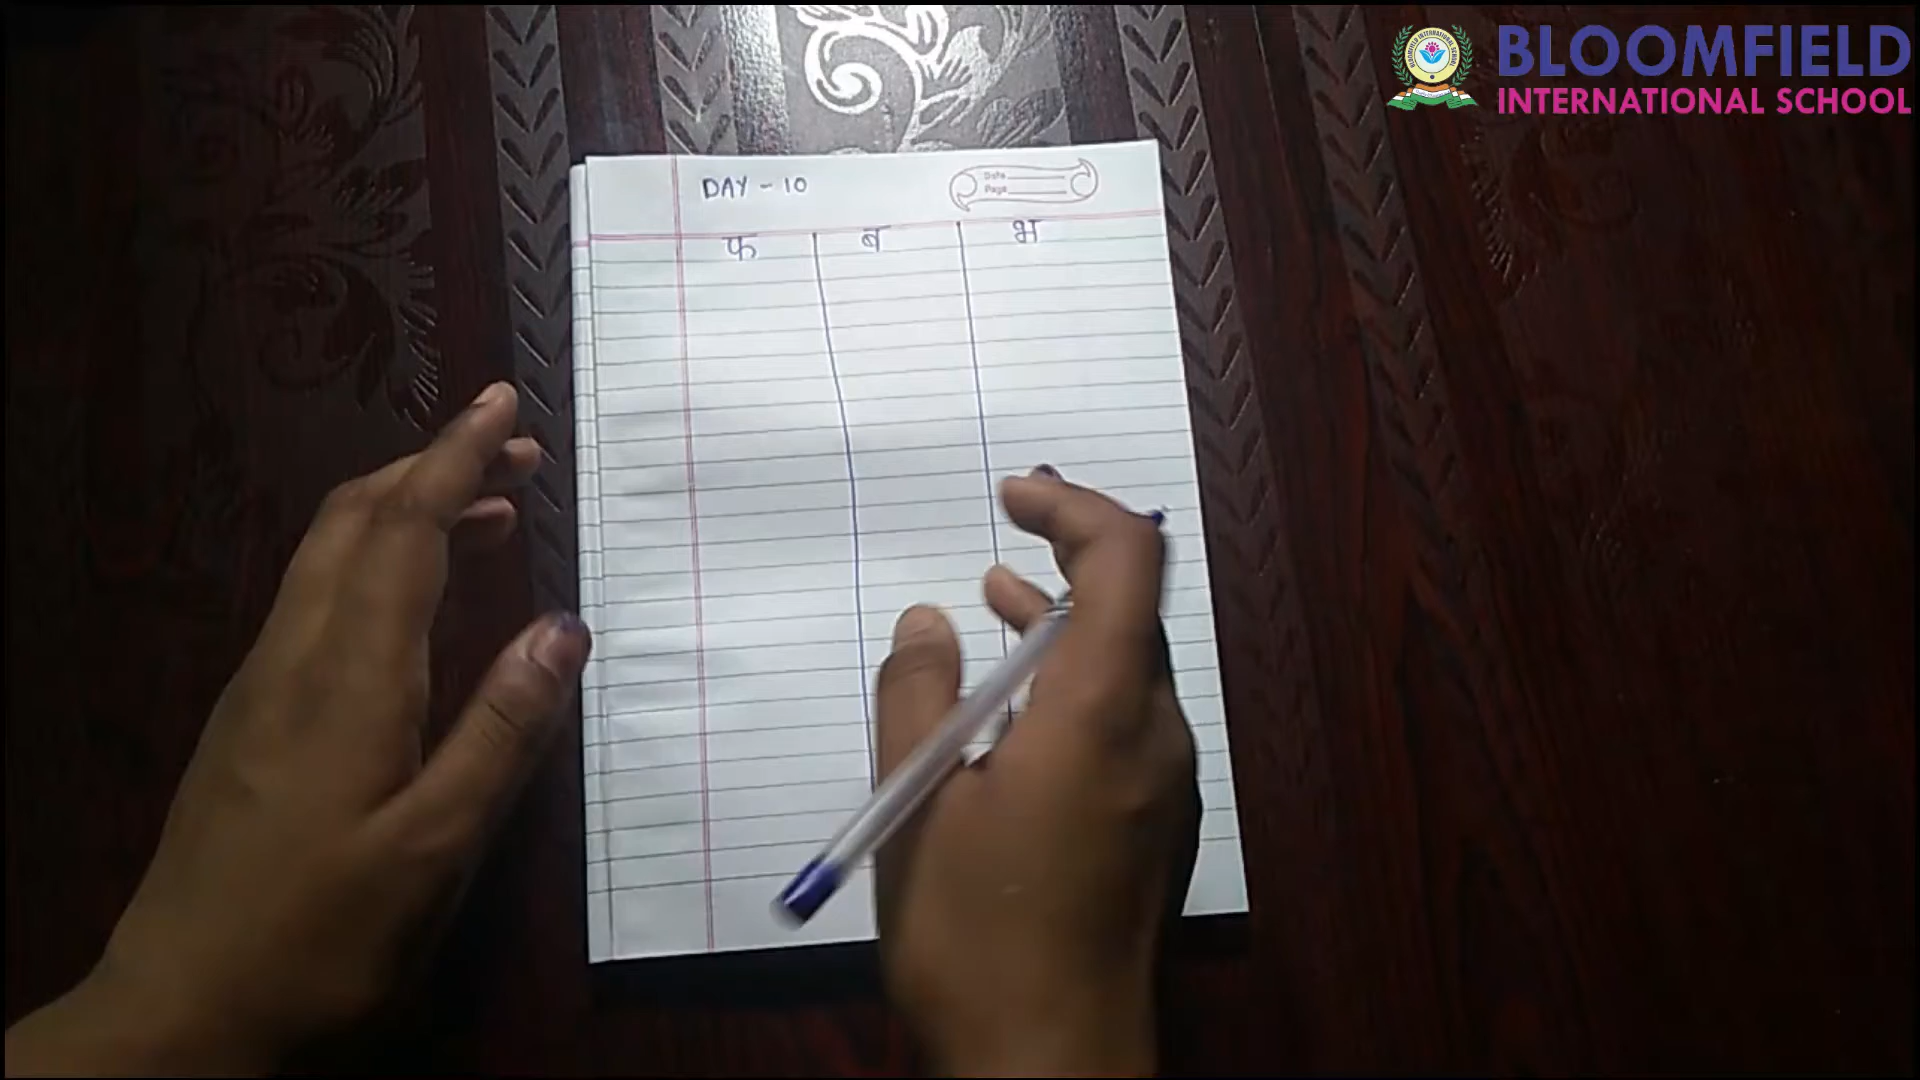 BLOOMFIELD
INTERNATIONAL SCHOOL
DAY - 10
Date
Page
फ ब भ